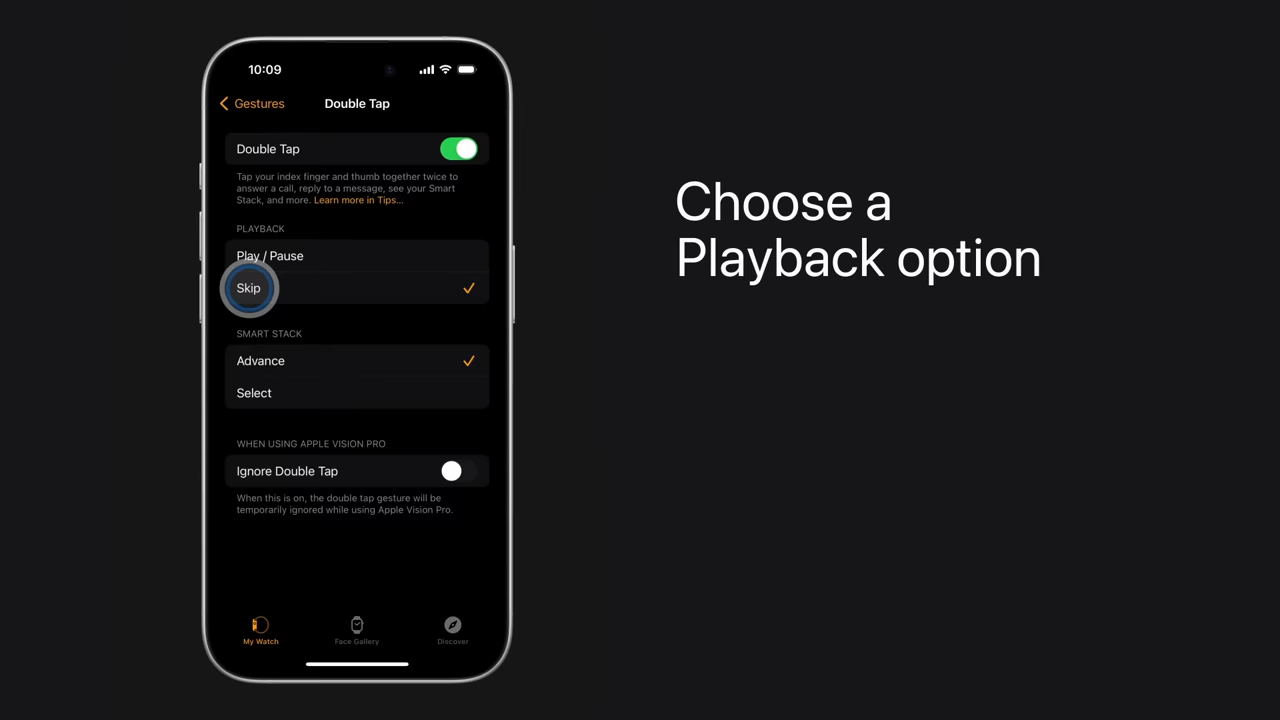 10:09
Gestures
Double Tap
Double Tap
Tap your index finger and thumb together twice to
answer a call, reply to a message, see your Smart
Stack, and more. Learn more in Tips...
PLAYBACK
Play / Pause
Skip
SMART STACK
Advance
Select
WHEN USING APPLE VISION PRO
Ignore Double Tap
When this is on, the double tap gesture will be
temporarily ignored while using Apple Vision Pro.
My Watch
Face Gallery
Discover
Choose a
Playback option